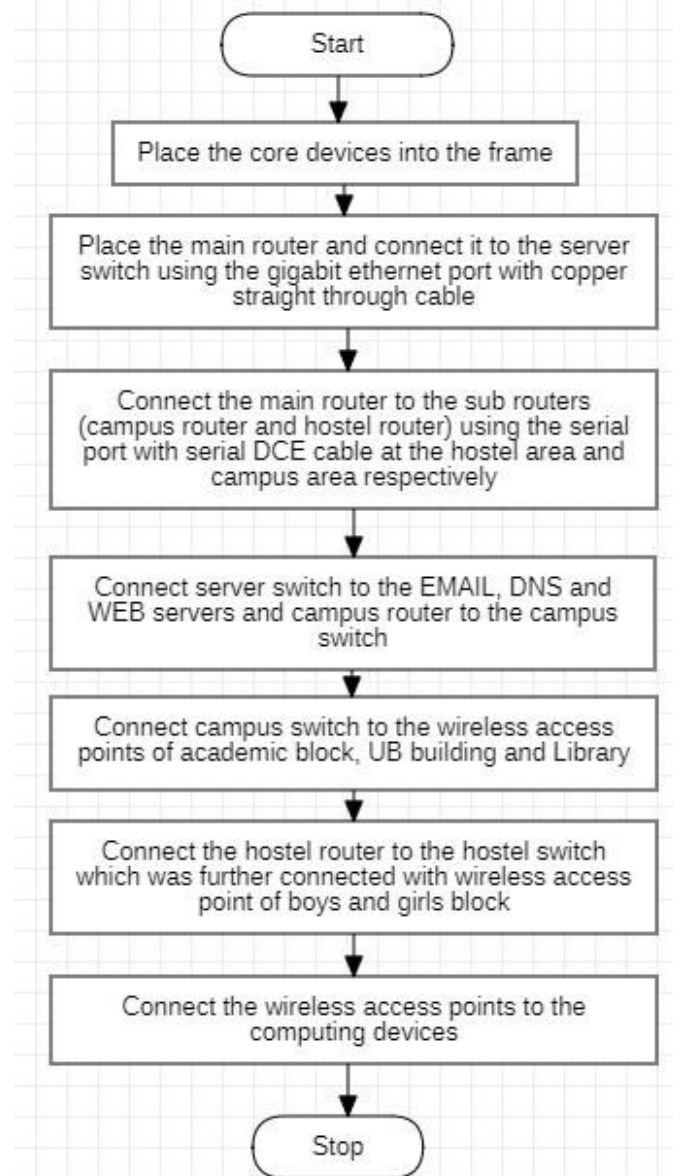 Start
Place the core devices into the frame
Place the main router and connect it to the server
switch using the gigabit ethernet port with copper
straight through cable
Connect the main router to the sub routers
(campus router and hostel router) using the serial
port with serial DCE cable at the hostel area and
campus area respectively
Connect server switch to the EMAIL, DNS and
WEB servers and campus router to the campus
switch
Connect campus switch to the wireless access
points of academic block, UB building and Library
Connect the hostel router to the hostel switch
which was further connected with wireless access
point of boys and girls block
Connect the wireless access points to the
computing devices
Stop